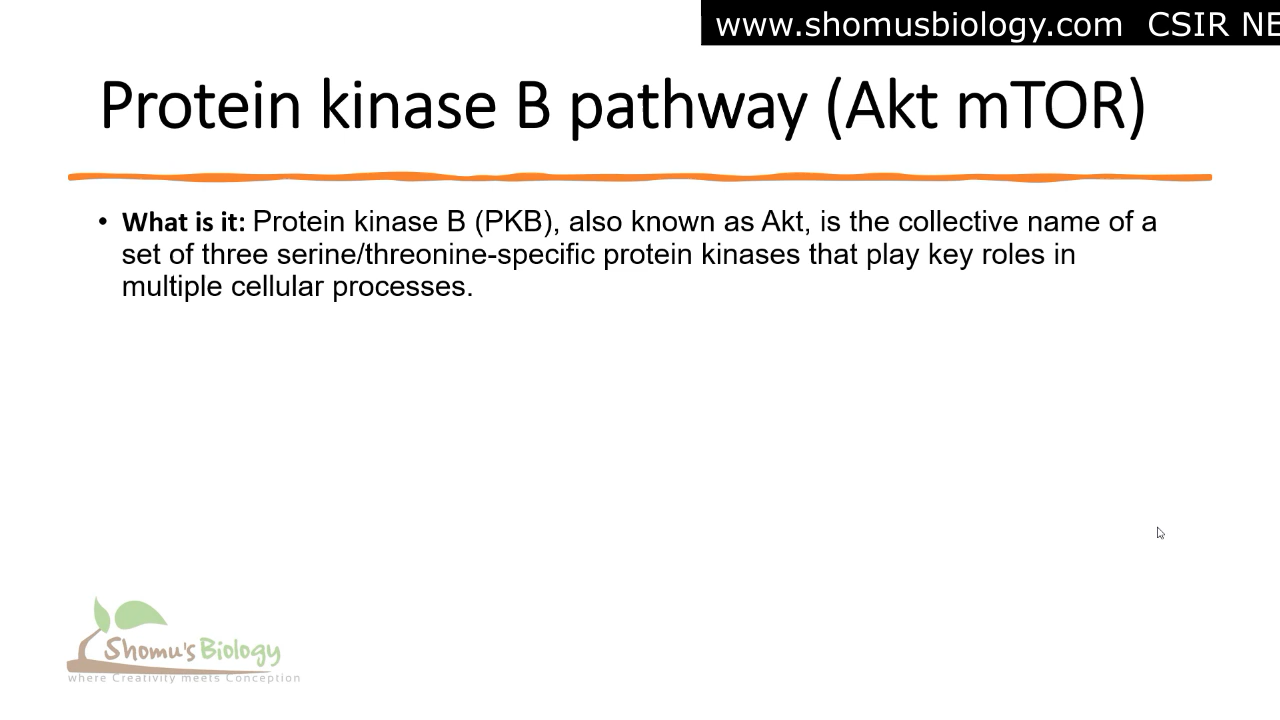 www.shomusbiology.com CSIR NE
Protein kinase B pathway (Akt mTOR)
• What is it: Protein kinase B (PKB), also known as Akt, is the collective name of a
set of three serine/threonine-specific protein kinases that play key roles in
multiple cellular processes.
Shomu's Biology
where Creativity meets Conception